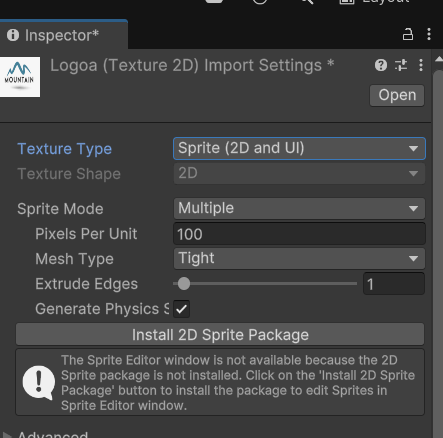 Layout
Inspector*
Logoa (Texture 2D) Import Settings *
MOUNTAIN
Open
Texture Type Sprite (2D and UI)
Texture Shape 2D
Sprite Mode Multiple
Pixels Per Unit 100
Mesh Type Tight
Extrude Edges 1
Generate Physics S
Install 2D Sprite Package
The Sprite Editor window is not available because the 2D
Sprite package is not installed. Click on the 'Install 2D Sprite
Package' button to install the package to edit Sprites in
Sprite Editor window.
Advanced